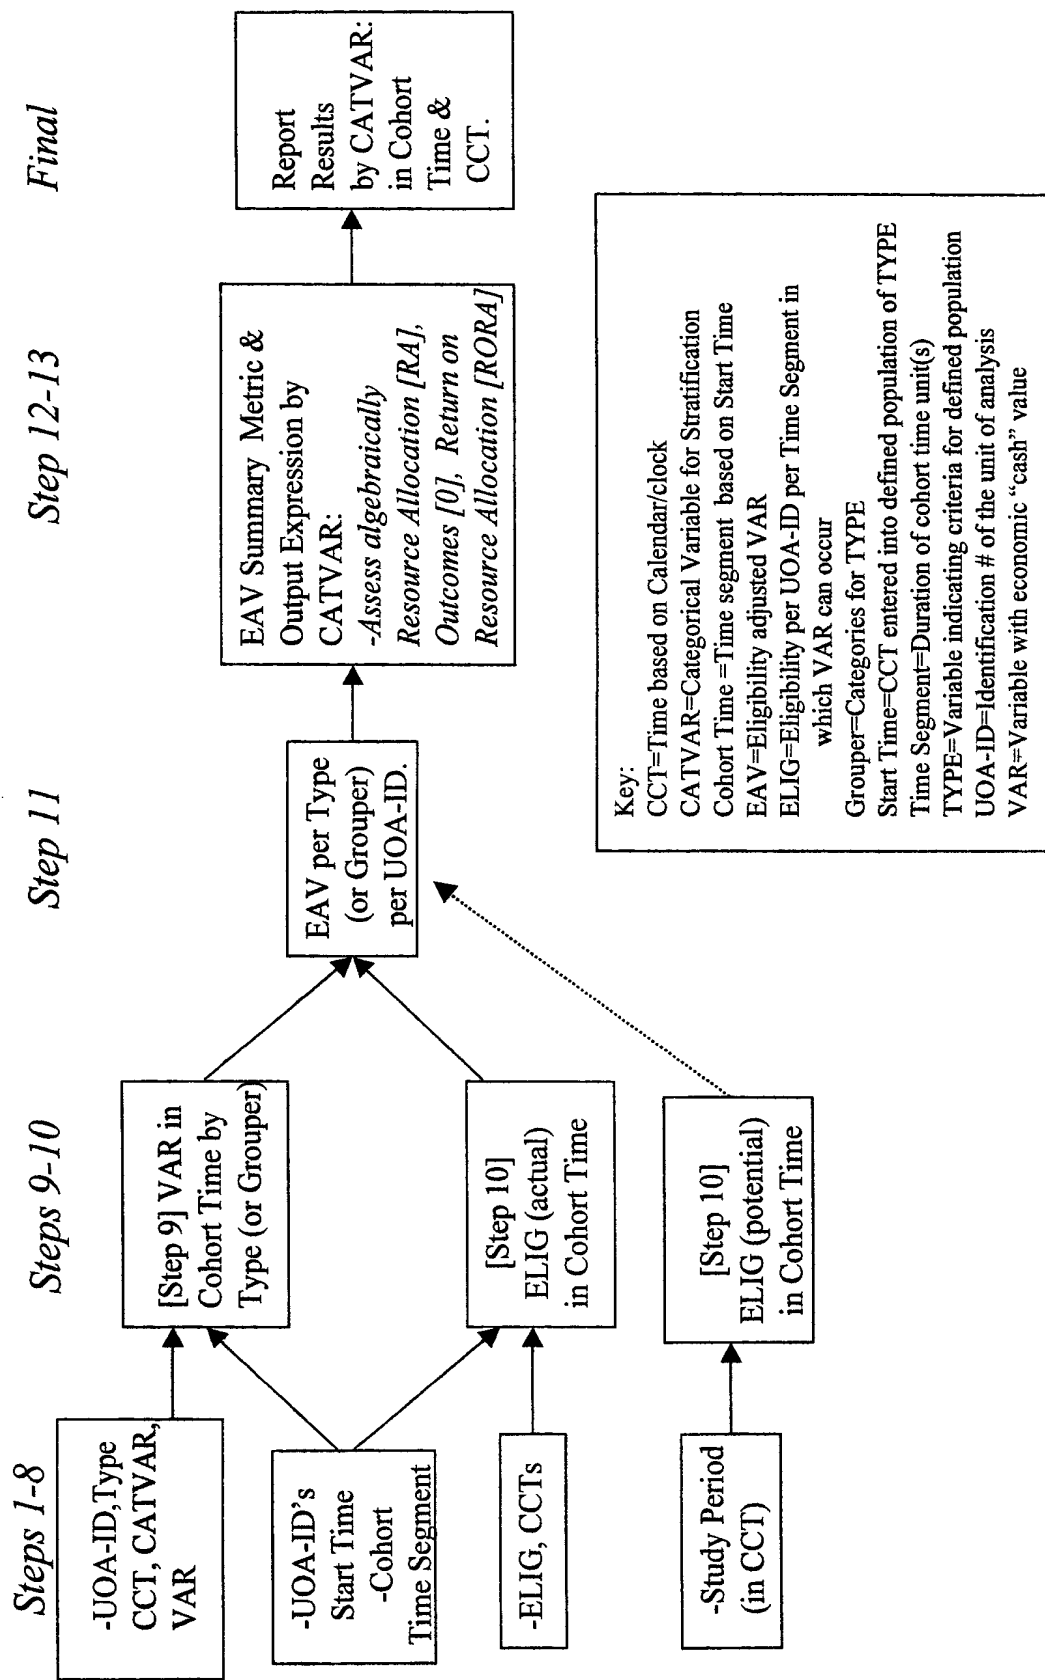 Steps 1-8
Steps 9-10
Step 11
Step 12-13
Final
-UOA-ID,Type
CCT, CATVAR,
VAR
-UOA-ID's
Start Time
-Cohort
Time Segment
-ELIG, CCTs
-Study Period
(in CCT)
[Step 9] VAR in
Cohort Time by
Type (or Grouper)
[Step 10]
ELIG (actual)
in Cohort Time
[Step 10]
ELIG (potential)
in Cohort Time
EAV per Type
(or Grouper)
per UOA-ID.
EAV Summary Metric &
Output Expression by
CATVAR:
-Assess algebraically
Resource Allocation [RA],
Outcomes [0], Return on
Resource Allocation [RORA]
Report
Results
by CATVAR:
in Cohort
Time &
CCT.
Key:
CCT=Time based on Calendar/clock
CATVAR=Categorical Variable for Stratification
Cohort Time =Time segment based on Start Time
EAV=Eligibility adjusted VAR
ELIG=Eligibility per UOA-ID per Time Segment in
which VAR can occur
Grouper=Categories for TYPE
Start Time=CCT entered into defined population of TYPE
Time Segment=Duration of cohort time unit(s)
TYPE=Variable indicating criteria for defined population
UOA-ID=Identification # of the unit of analysis
VAR=Variable with economic "cash" value